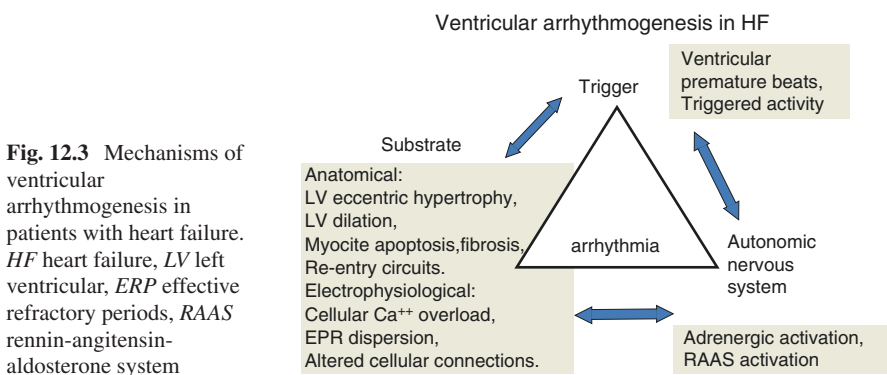 Fig. 12.3 Mechanisms of
ventricular
arrhythmogenesis in
patients with heart failure.
HF heart failure, LV left
ventricular, ERP effective
refractory periods, RAAS
rennin-angitensin-
aldosterone system
Ventricular arrhythmogenesis in HF
Trigger
Ventricular
premature beats,
Triggered activity
Substrate
Anatomical:
LV eccentric hypertrophy,
LV dilation,
Myocite apoptosis,fibrosis,
Re-entry circuits.
Electrophysiological:
Cellular Ca++ overload,
EPR dispersion,
Altered cellular connections.
arrhythmia
Autonomic
nervous
system
Adrenergic activation,
RAAS activation